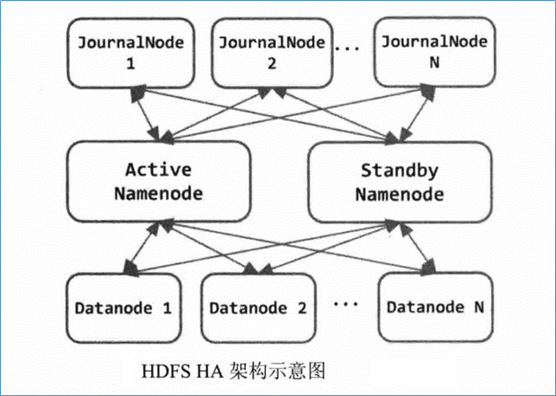 JournalNode JournalNode ... JournalNode
1 2 N
Active Standby
Namenode Namenode
Datanode 1 Datanode 2 ... Datanode N
HDFS HA 架构示意图